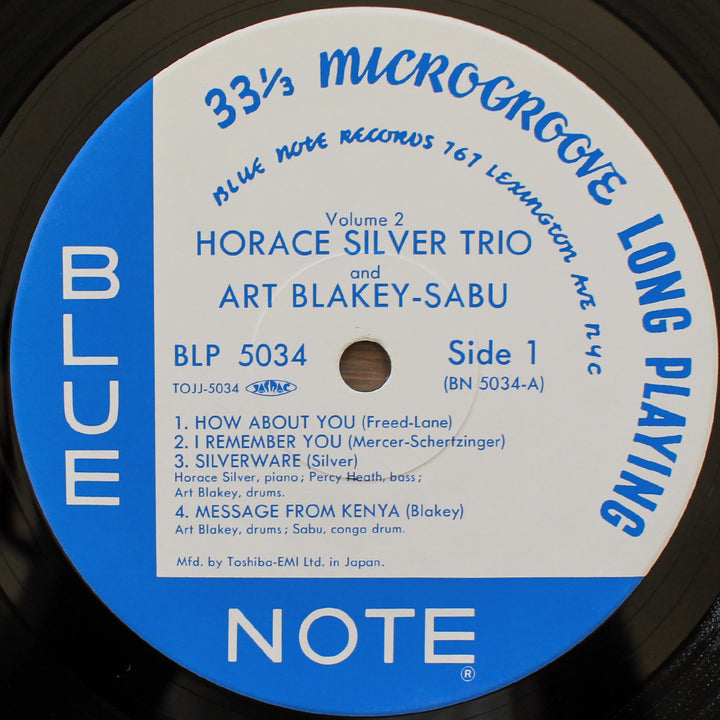 33⅓ MICROGROOVE LONG PLAYING
BLUE NOTE RECORDS 767 LEXINGTON AVE NYC
Volume 2
HORACE SILVER TRIO
and
ART BLAKEY-SABU
BLP 5034
Side 1
TOJJ-5034 JASRAC
(BN 5034-A)
1. HOW ABOUT YOU (Freed-Lane)
2. I REMEMBER YOU (Mercer-Schertzinger)
3. SILVERWARE (Silver)
Horace Silver, piano; Percy Heath, bass;
Art Blakey, drums.
4. MESSAGE FROM KENYA (Blakey)
Art Blakey, drums; Sabu, conga drum.
Mfd. by Toshiba-EMI Ltd. in Japan.
BLUE
NOTE®